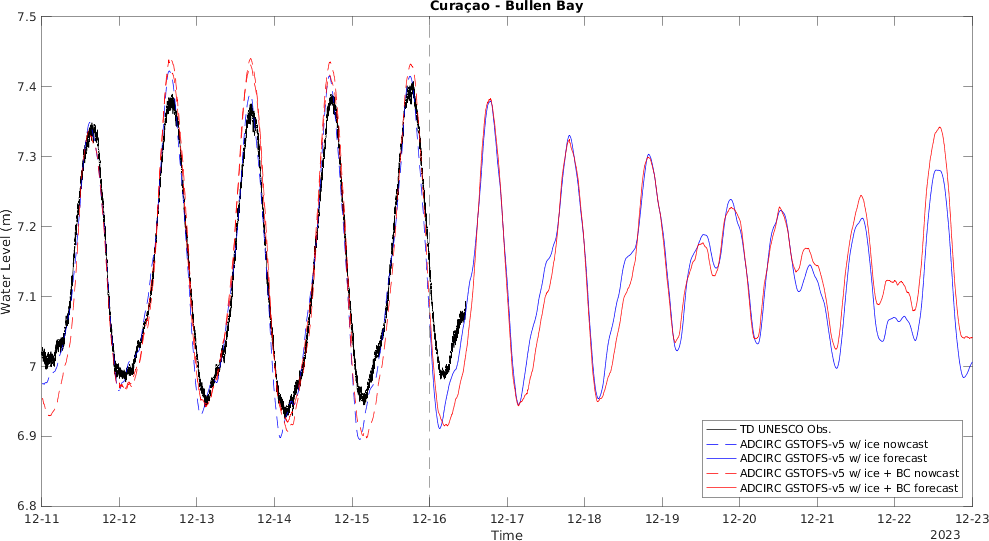 Curaçao - Bullen Bay
7.5
7.4
7.3
7.2
7.1
7
6.9
6.8
Water Level (m)
12-11 12-12 12-13 12-14 12-15 12-16 12-17 12-18 12-19 12-20 12-21 12-22 12-23
Time
2023
TD UNESCO Obs.
ADCIRC GSTOFS-v5 w/ ice nowcast
ADCIRC GSTOFS-v5 w/ ice forecast
ADCIRC GSTOFS-v5 w/ ice + BC nowcast
ADCIRC GSTOFS-v5 w/ ice + BC forecast